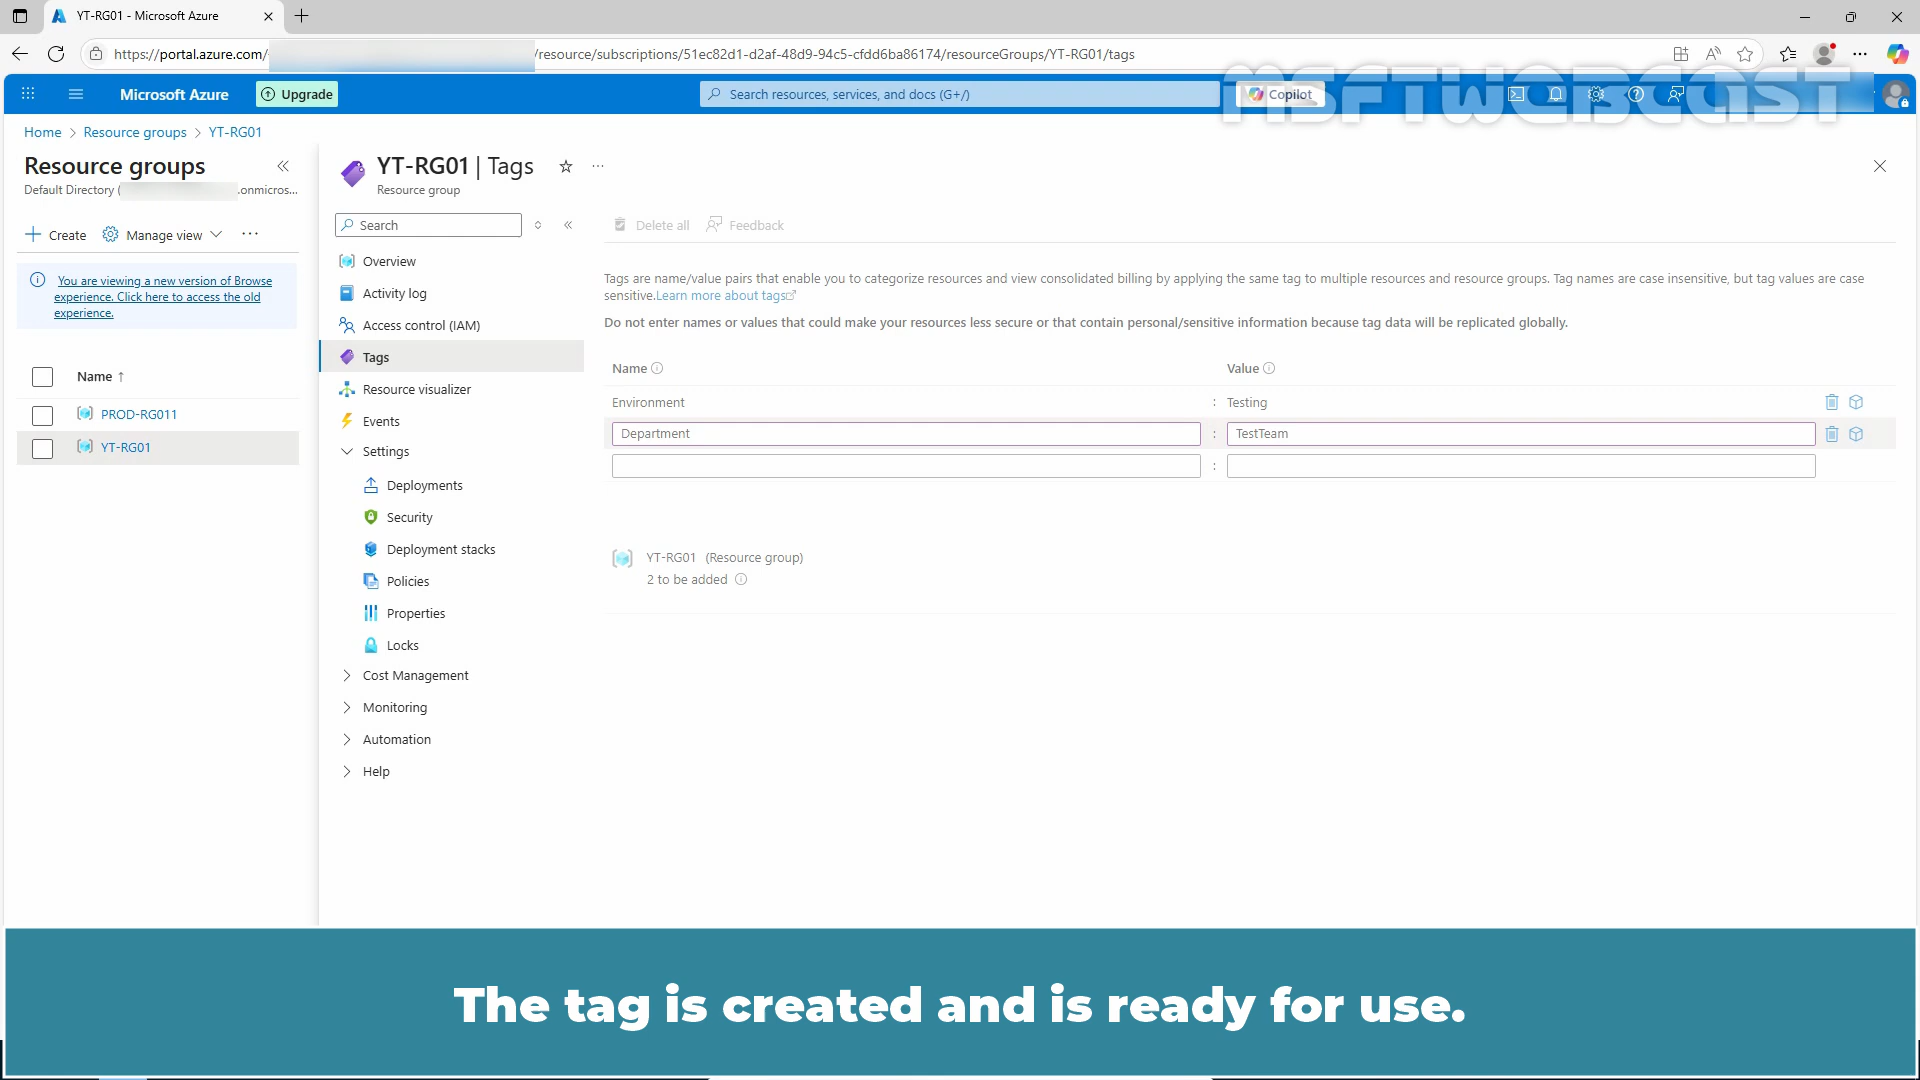 YT-RG01 - Microsoft Azure
https://portal.azure.com/ /resource/subscriptions/51ec82d1-d2af-48d9-94c5-cfdd6ba86174/resourceGroups/YT-RG01/tags
Microsoft Azure
Upgrade
Search resources, services, and docs (G+/)
Copilot
MSFTWEBCAST
Home > Resource groups > YT-RG01
Resource groups
Default Directory ( .onmicros...
Create
Manage view
You are viewing a new version of Browse
experience. Click here to access the old
experience.
Name ↑
PROD-RG011
YT-RG01
YT-RG01 | Tags
Resource group
Search
Overview
Activity log
Access control (IAM)
Tags
Resource visualizer
Events
Settings
Deployments
Security
Deployment stacks
Policies
Properties
Locks
Cost Management
Monitoring
Automation
Help
Delete all
Feedback
Tags are name/value pairs that enable you to categorize resources and view consolidated billing by applying the same tag to multiple resources and resource groups. Tag names are case insensitive, but tag values are case
sensitive.Learn more about tags
Do not enter names or values that could make your resources less secure or that contain personal/sensitive information because tag data will be replicated globally.
Name
Value
Environment : Testing
Department : TestTeam
:
YT-RG01 (Resource group)
2 to be added
The tag is created and is ready for use.